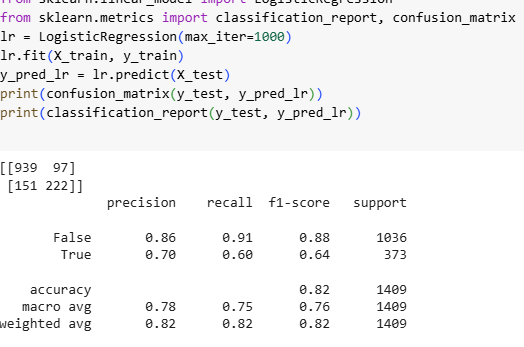 from sklearn.linear_model import LogisticRegression
from sklearn.metrics import classification_report, confusion_matrix
lr = LogisticRegression(max_iter=1000)
lr.fit(X_train, y_train)
y_pred_lr = lr.predict(X_test)
print(confusion_matrix(y_test, y_pred_lr))
print(classification_report(y_test, y_pred_lr))
[[939 97]
[151 222]]
precision recall f1-score support
False 0.86 0.91 0.88 1036
True 0.70 0.60 0.64 373
accuracy 0.82 1409
macro avg 0.78 0.75 0.76 1409
weighted avg 0.82 0.82 0.82 1409